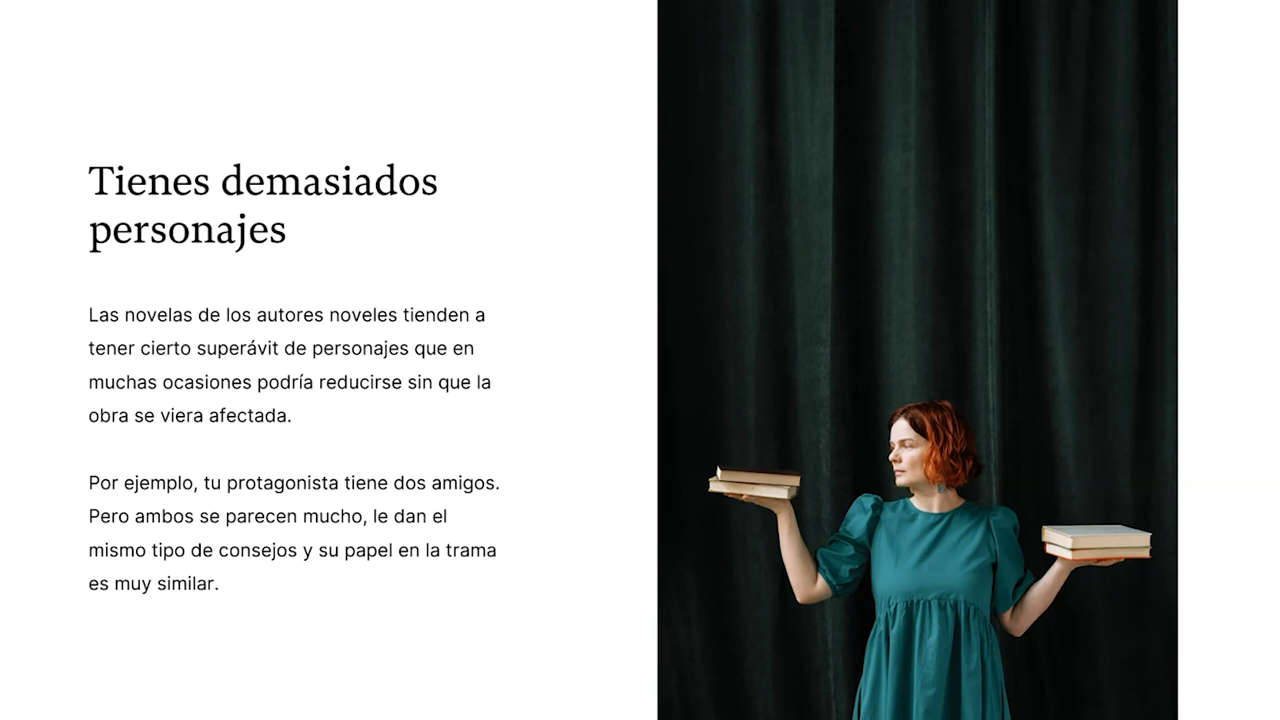 Tienes demasiados
personajes
Las novelas de los autores noveles tienden a
tener cierto superávit de personajes que en
muchas ocasiones podría reducirse sin que la
obra se viera afectada.
Por ejemplo, tu protagonista tiene dos amigos.
Pero ambos se parecen mucho, le dan el
mismo tipo de consejos y su papel en la trama
es muy similar.